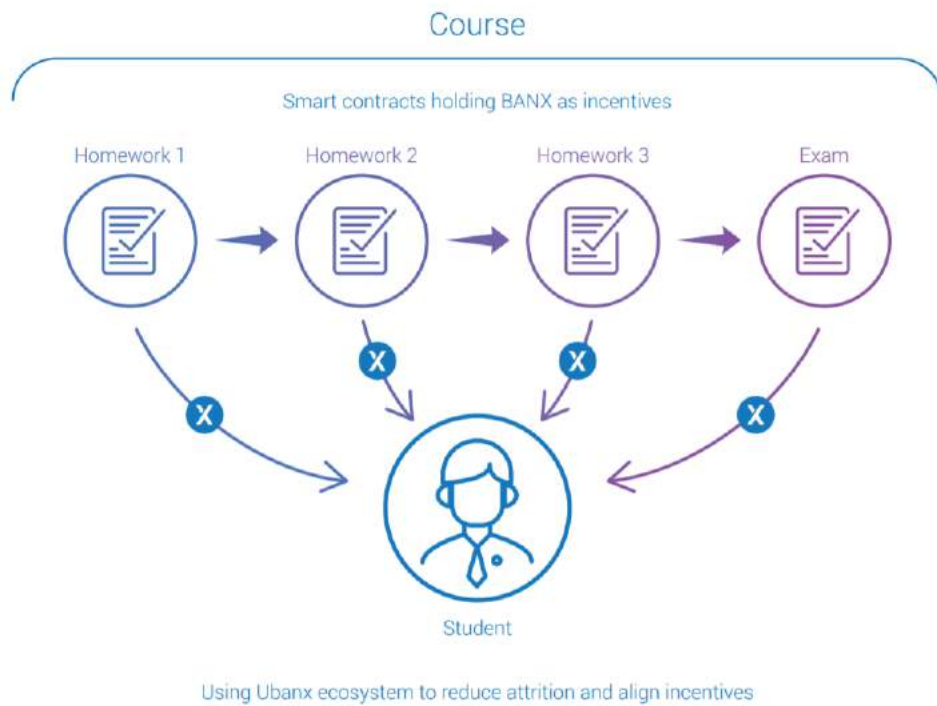 Course
Smart contracts holding BANX as incentives
Homework 1
Homework 2
Homework 3
Exam
X
X
X
X
Student
Using Ubanx ecosystem to reduce attrition and align incentives